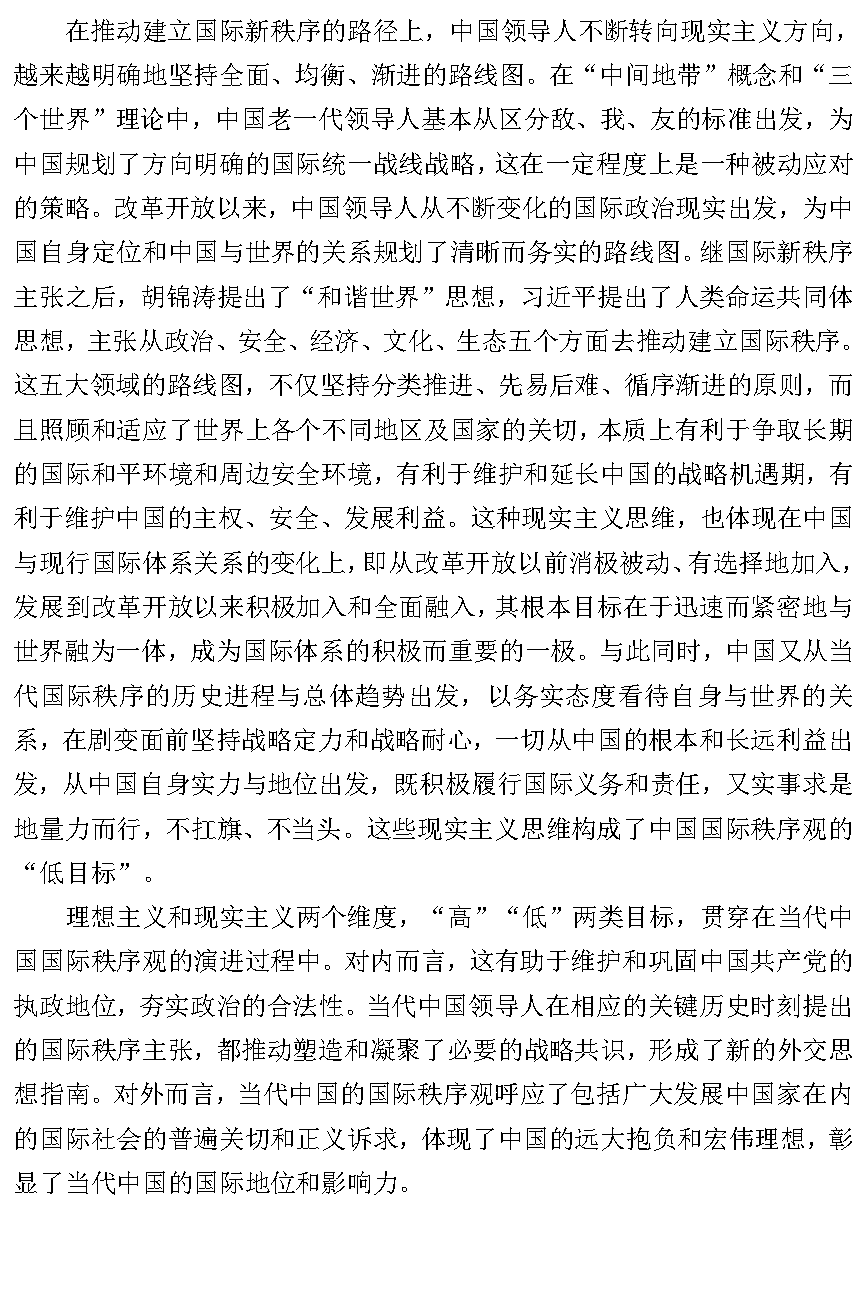 在推动建立国际新秩序的路径上，中国领导人不断转向现实主义方向，
越来越明确地坚持全面、均衡、渐进的路线图。在“中间地带”概念和“三
个世界”理论中，中国老一代领导人基本从区分敌、我、友的标准出发，为
中国规划了方向明确的国际统一战线战略，这在一定程度上是一种被动应对
的策略。改革开放以来，中国领导人从不断变化的国际政治现实出发，为中
国自身定位和中国与世界的关系规划了清晰而务实的路线图。继国际新秩序
主张之后，胡锦涛提出了“和谐世界”思想，习近平提出了人类命运共同体
思想，主张从政治、安全、经济、文化、生态五个方面去推动建立国际秩序。
这五大领域的路线图，不仅坚持分类推进、先易后难、循序渐进的原则，而
且照顾和适应了世界上各个不同地区及国家的关切，本质上有利于争取长期
的国际和平环境和周边安全环境，有利于维护和延长中国的战略机遇期，有
利于维护中国的主权、安全、发展利益。这种现实主义思维，也体现在中国
与现行国际体系关系的变化上，即从改革开放以前消极被动、有选择地加入，
发展到改革开放以来积极加入和全面融入，其根本目标在于迅速而紧密地与
世界融为一体，成为国际体系的积极而重要的一极。与此同时，中国又从当
代国际秩序的历史进程与总体趋势出发，以务实态度看待自身与世界的关
系，在剧变面前坚持战略定力和战略耐心，一切从中国的根本和长远利益出
发，从中国自身实力与地位出发，既积极履行国际义务和责任，又实事求是
地量力而行，不扛旗、不当头。这些现实主义思维构成了中国国际秩序观的
“低目标”。
理想主义和现实主义两个维度，“高”“低”两类目标，贯穿在当代中
国国际秩序观的演进过程中。对内而言，这有助于维护和巩固中国共产党的
执政地位，夯实政治的合法性。当代中国领导人在相应的关键历史时刻提出
的国际秩序主张，都推动塑造和凝聚了必要的战略共识，形成了新的外交思
想指南。对外而言，当代中国的国际秩序观呼应了包括广大发展中国家在内
的国际社会的普遍关切和正义诉求，体现了中国的远大抱负和宏伟理想，彰
显了当代中国的国际地位和影响力。